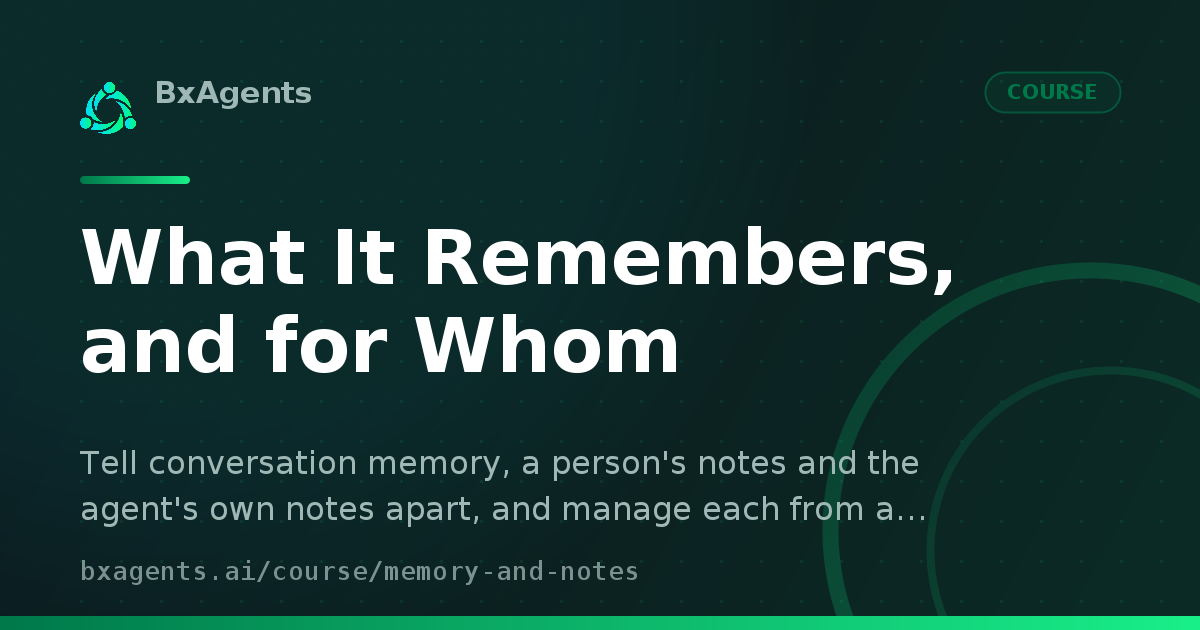 BxAgents
COURSE
What It Remembers,
and for Whom
Tell conversation memory, a person's notes and the
agent's own notes apart, and manage each from a...
bxagents.ai/course/memory-and-notes